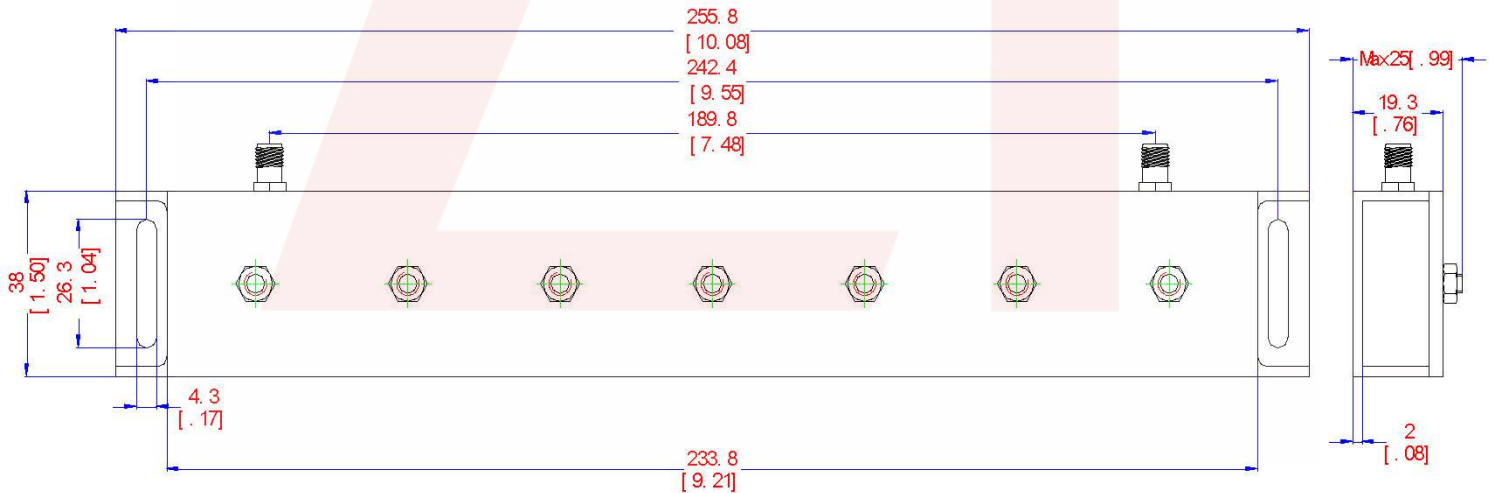 255. 8
[ 10. 08]
242. 4
[ 9. 55]
189. 8
[ 7. 48]
Max25[ . 99]
19. 3
[ . 76]
38
[ 1. 50]
26. 3
[ 1. 04]
4. 3
[ . 17]
2
[ . 08]
233. 8
[ 9. 21]